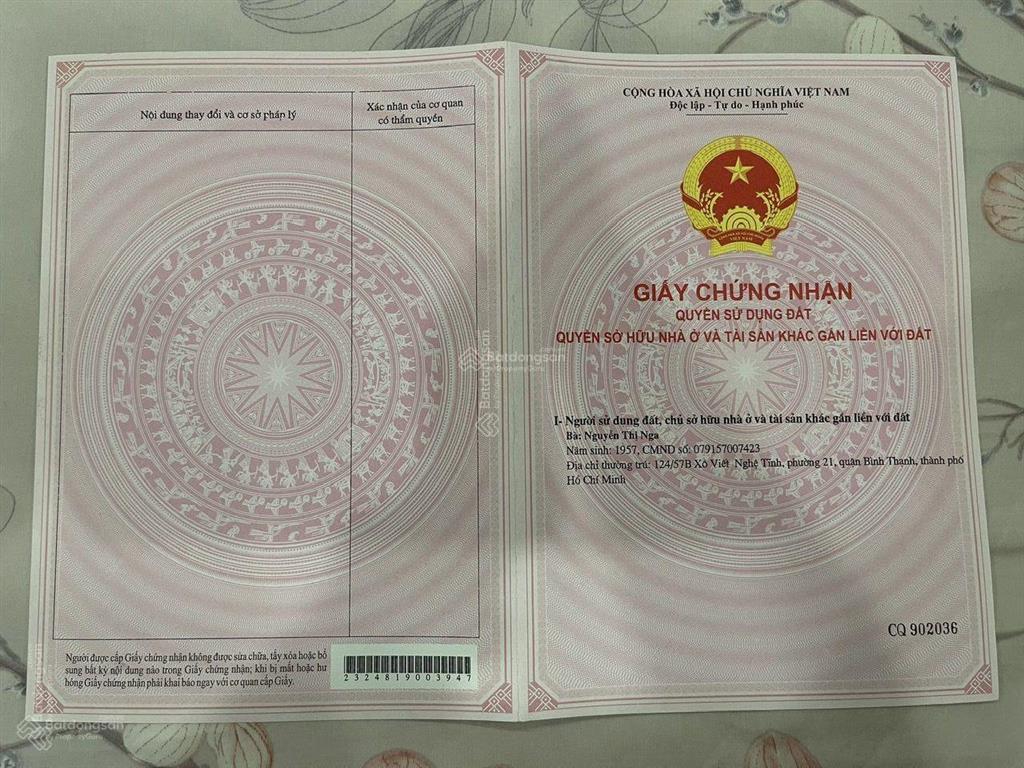 Nội dung thay đổi và cơ sở pháp lý
Xác nhận của cơ quan
có thẩm quyền
Người được cấp Giấy chứng nhận không được sửa chữa, tẩy xóa hoặc bổ
sung bất kỳ nội dung nào trong Giấy chứng nhận; khi bị mất hoặc hư
hỏng Giấy chứng nhận phải khai báo ngay với cơ quan cấp Giấy.
2324819003947
CỘNG HÒA XÃ HỘI CHỦ NGHĨA VIỆT NAM
Độc lập - Tự do - Hạnh phúc
VIỆT NAM
GIẤY CHỨNG NHẬN
QUYỀN SỬ DỤNG ĐẤT
QUYỀN SỞ HỮU NHÀ Ở VÀ TÀI SẢN KHÁC GẮN LIỀN VỚI ĐẤT
I- Người sử dụng đất, chủ sở hữu nhà ở và tài sản khác gắn liền với đất
Bà: Nguyễn Thị Nga
Năm sinh: 1957, CMND số: 079157007423
Địa chỉ thường trú: 124/57B Xô Viết Nghệ Tĩnh, phường 21, quận Bình Thạnh, thành phố
Hồ Chí Minh
CQ 902036
Batdongsan
Batdongsan
Batdongsan
by PropertyGuru